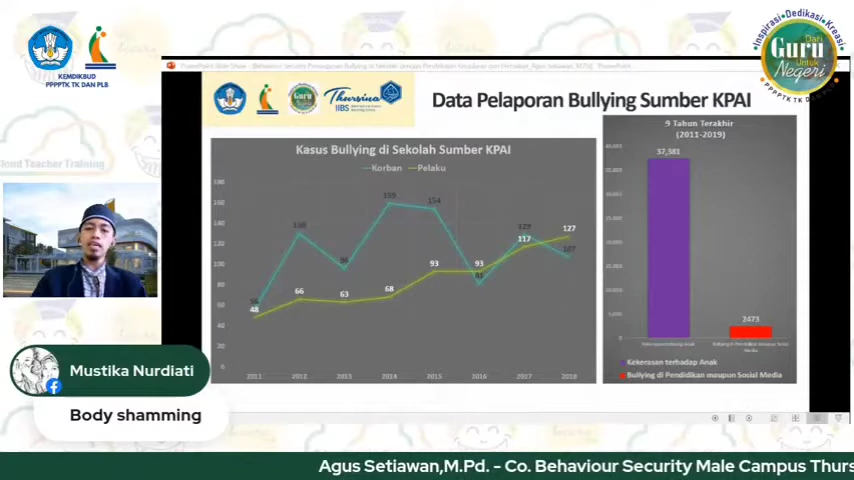 KEMDIKBUD
PPPPTK TK DAN PLB
Inspirasi•Dedikasi•Kreasi
Dari
Guru
Untuk
Negeri
PPPPTK TK DAN PLB
Thursina
IIBS
Data Pelaporan Bullying Sumber KPAI
Kasus Bullying di Sekolah Sumber KPAI
Korban Pelaku
180
160
140
120
100
80
60
40
20
0
130
159
154
129
107
48
66
63
68
93
93
117
127
2011 2012 2013 2014 2015 2016 2017 2018
9 Tahun Terakhir
(2011-2019)
37,381
2473
Kekerasan terhadap Anak
Bullying di Pendidikan maupun Sosial Media
Cloud Teacher Training
Mustika Nurdiati
Body shamming
Agus Setiawan,M.Pd. - Co. Behaviour Security Male Campus Thurs